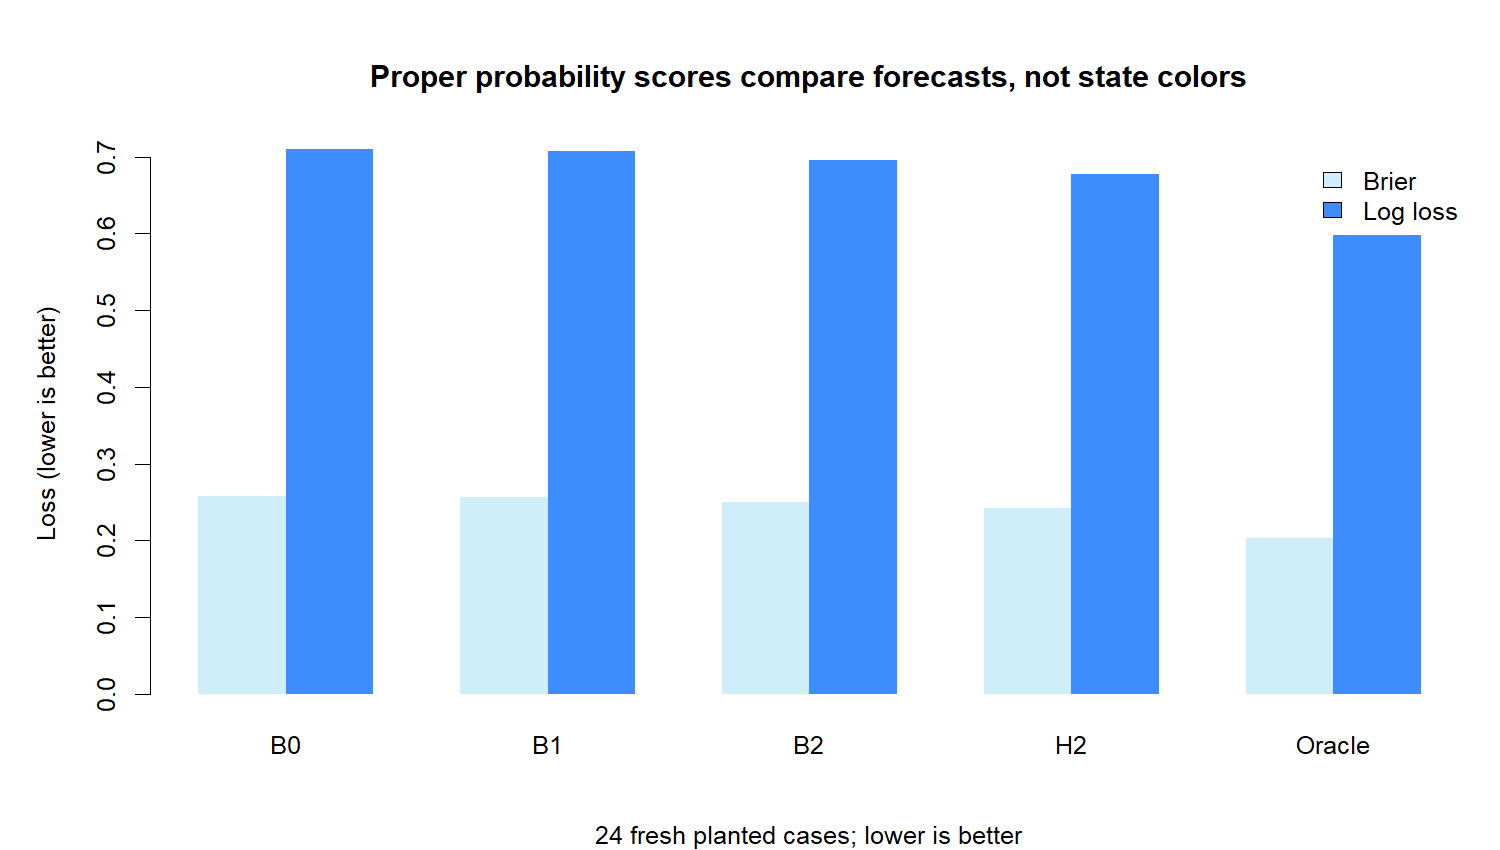 Proper probability scores compare forecasts, not state colors
Loss (lower is better)
0.7
0.6
0.5
0.4
0.3
0.2
0.1
0.0
Brier
Log loss
B0
B1
B2
H2
Oracle
24 fresh planted cases; lower is better